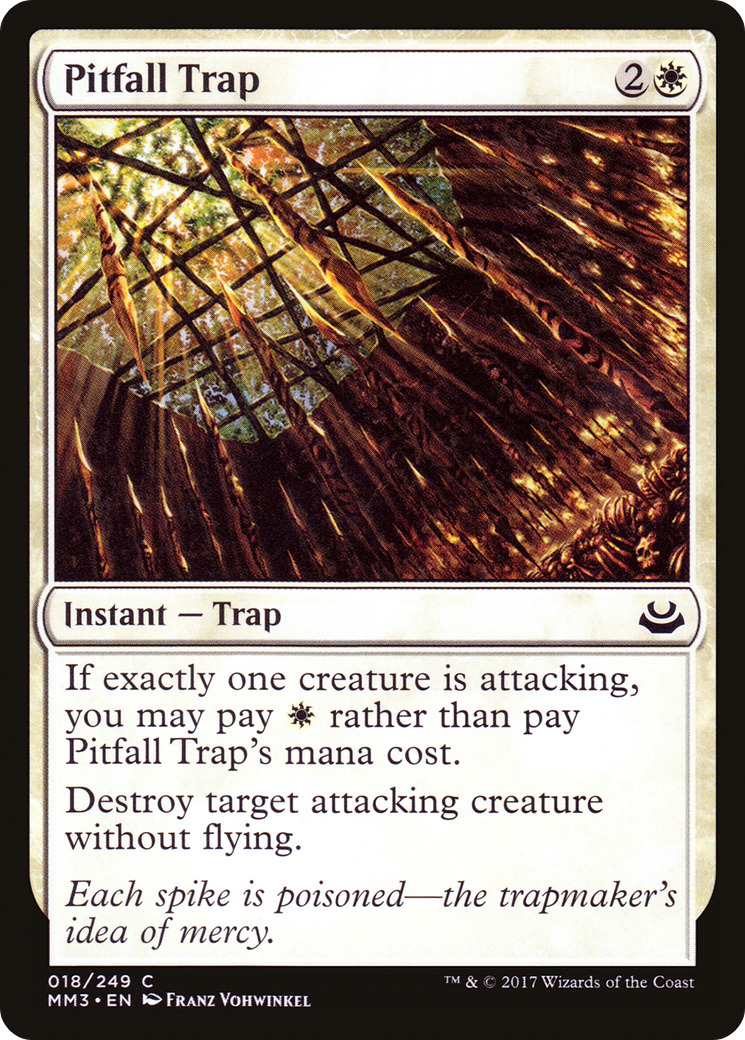 Pitfall Trap
2
Instant — Trap
If exactly one creature is attacking,
you may pay rather than pay
Pitfall Trap's mana cost.
Destroy target attacking creature
without flying.
Each spike is poisoned—the trapmaker's
idea of mercy.
018/249 C
MM3 • EN Franz Vohwinkel
™ & © 2017 Wizards of the Coast